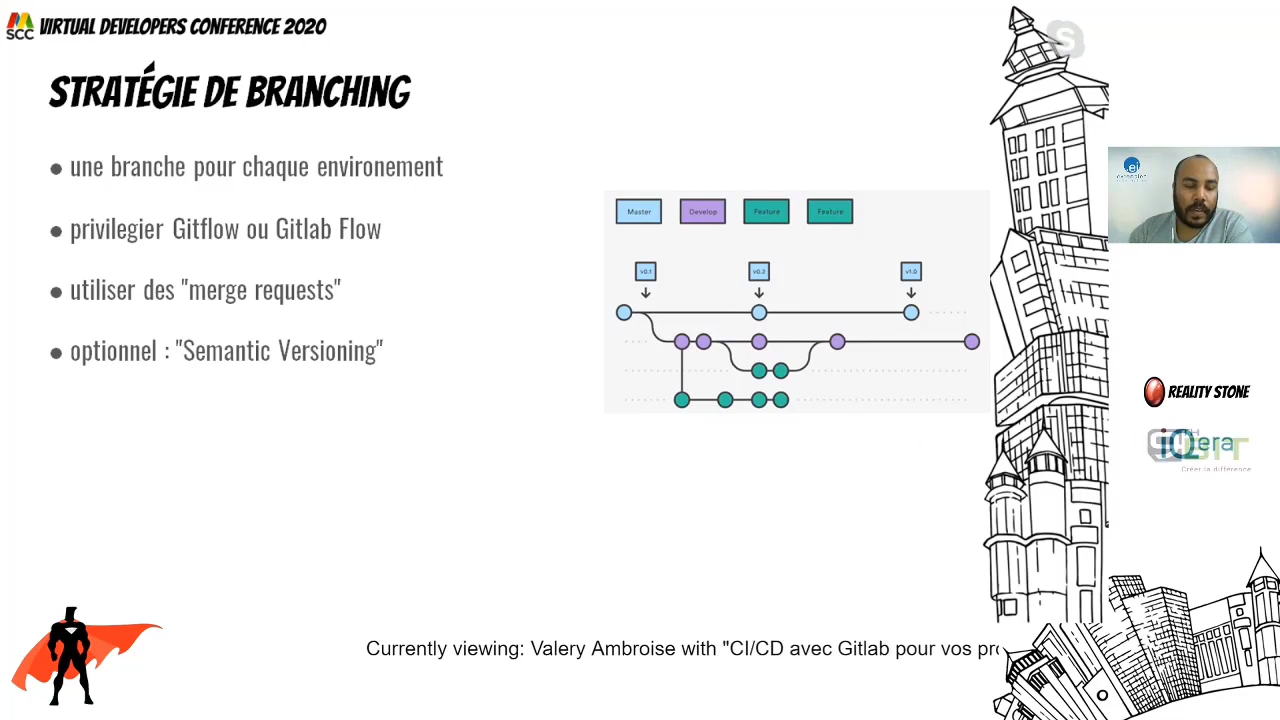 SCC
VIRTUAL DEVELOPERS CONFERENCE 2020
STRATÉGIE DE BRANCHING
une branche pour chaque environement
privilegier Gitflow ou Gitlab Flow
utiliser des "merge requests"
optionnel : "Semantic Versioning"
Master Develop Feature Feature
v0.1 v0.2 v1.0
REALITY STONE
iQera
Créer la différence
Currently viewing: Valery Ambroise with "CI/CD avec Gitlab pour vos pro